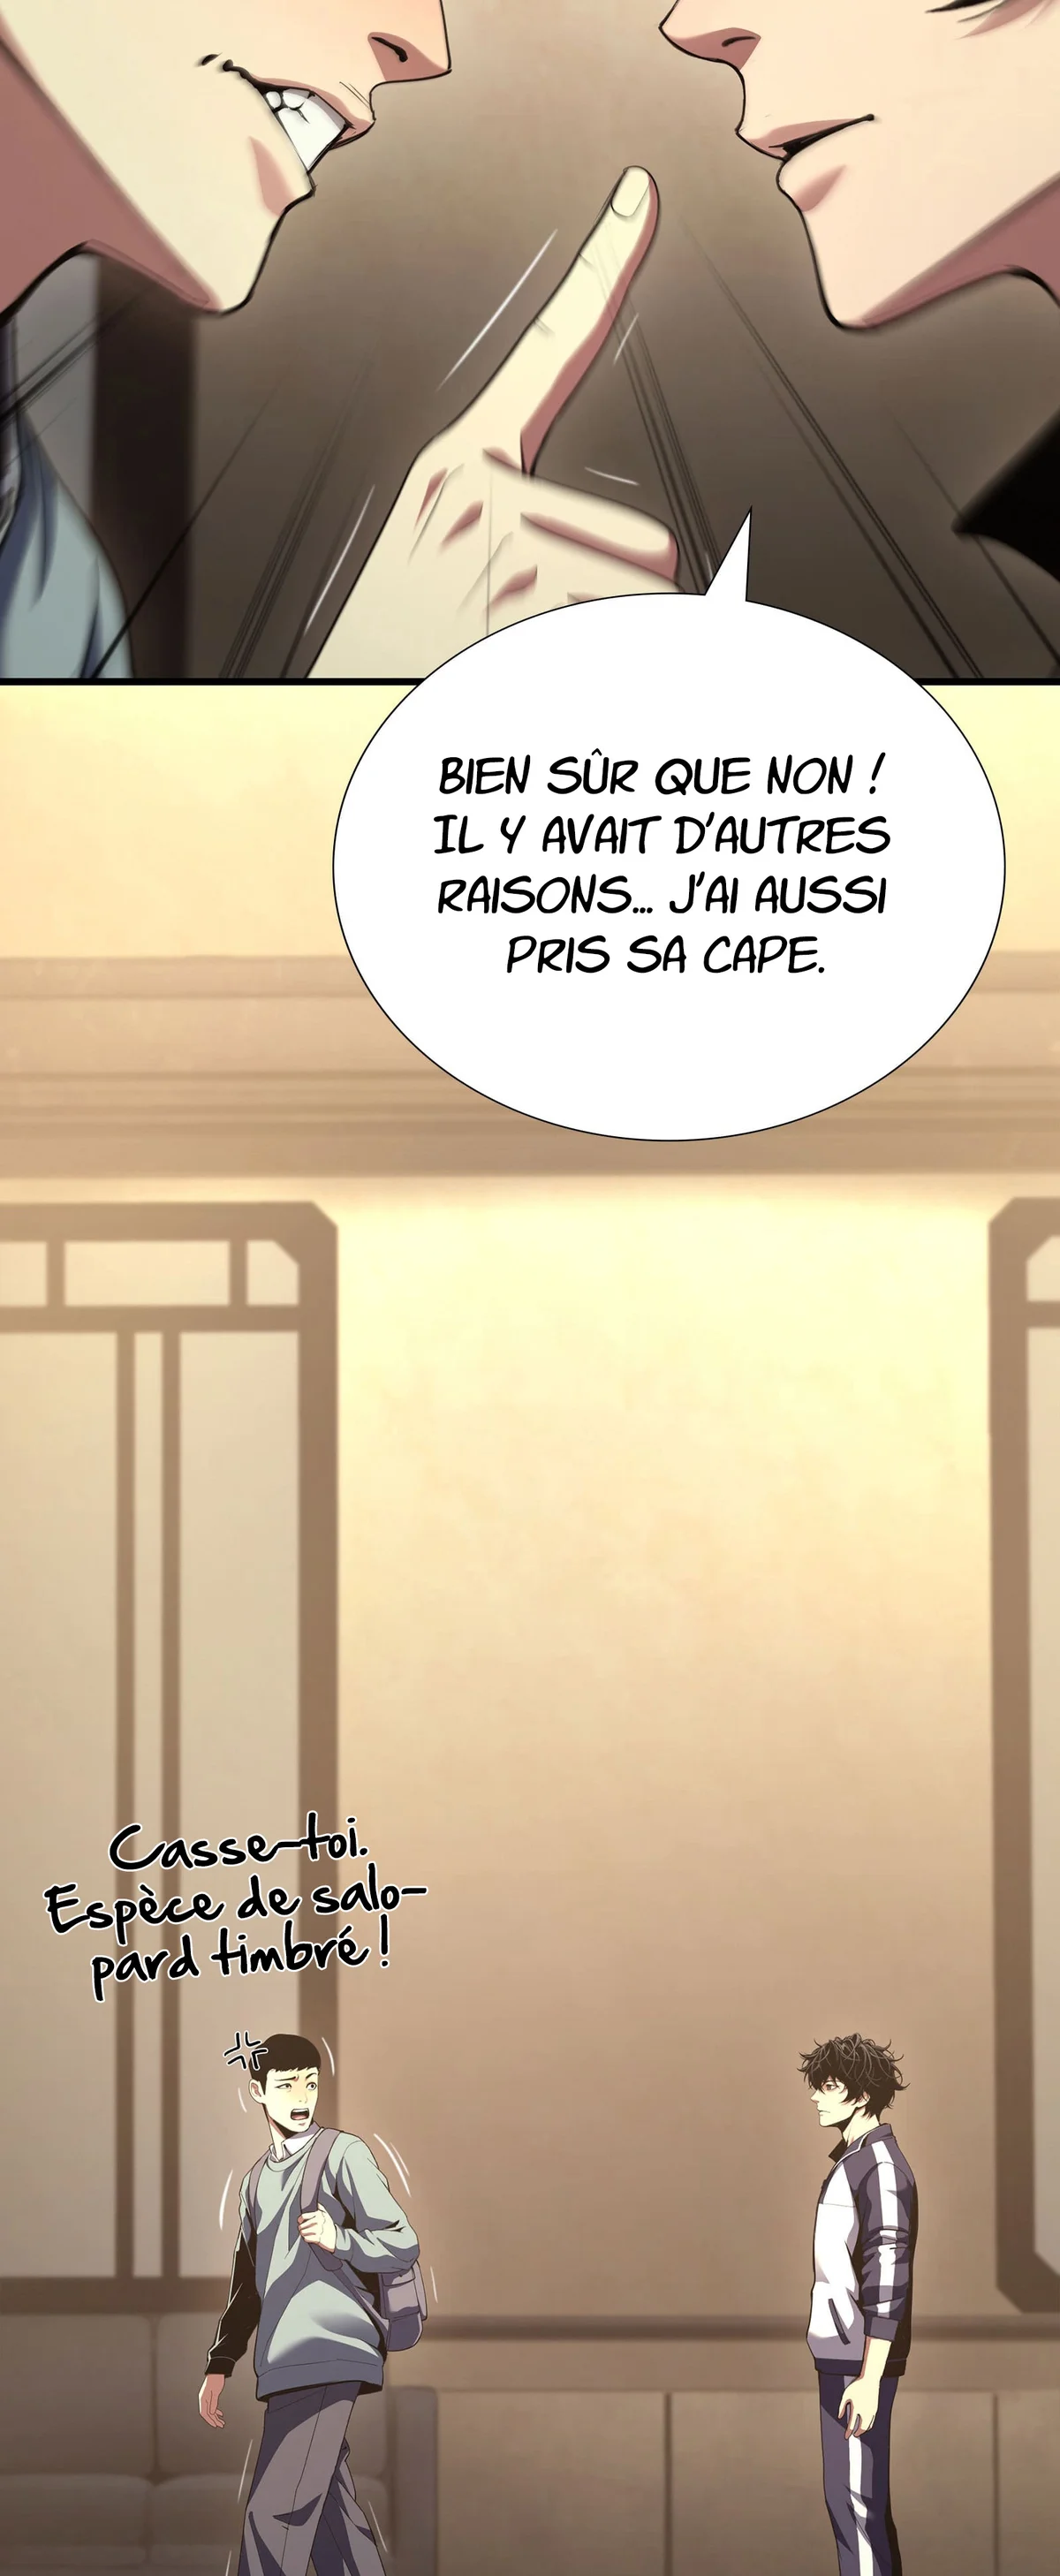 BIEN SÛR QUE NON !
IL Y AVAIT D'AUTRES
RAISONS... J'AI AUSSI
PRIS SA CAPE.
Casse-toi.
Espèce de salo-
pard timbré !